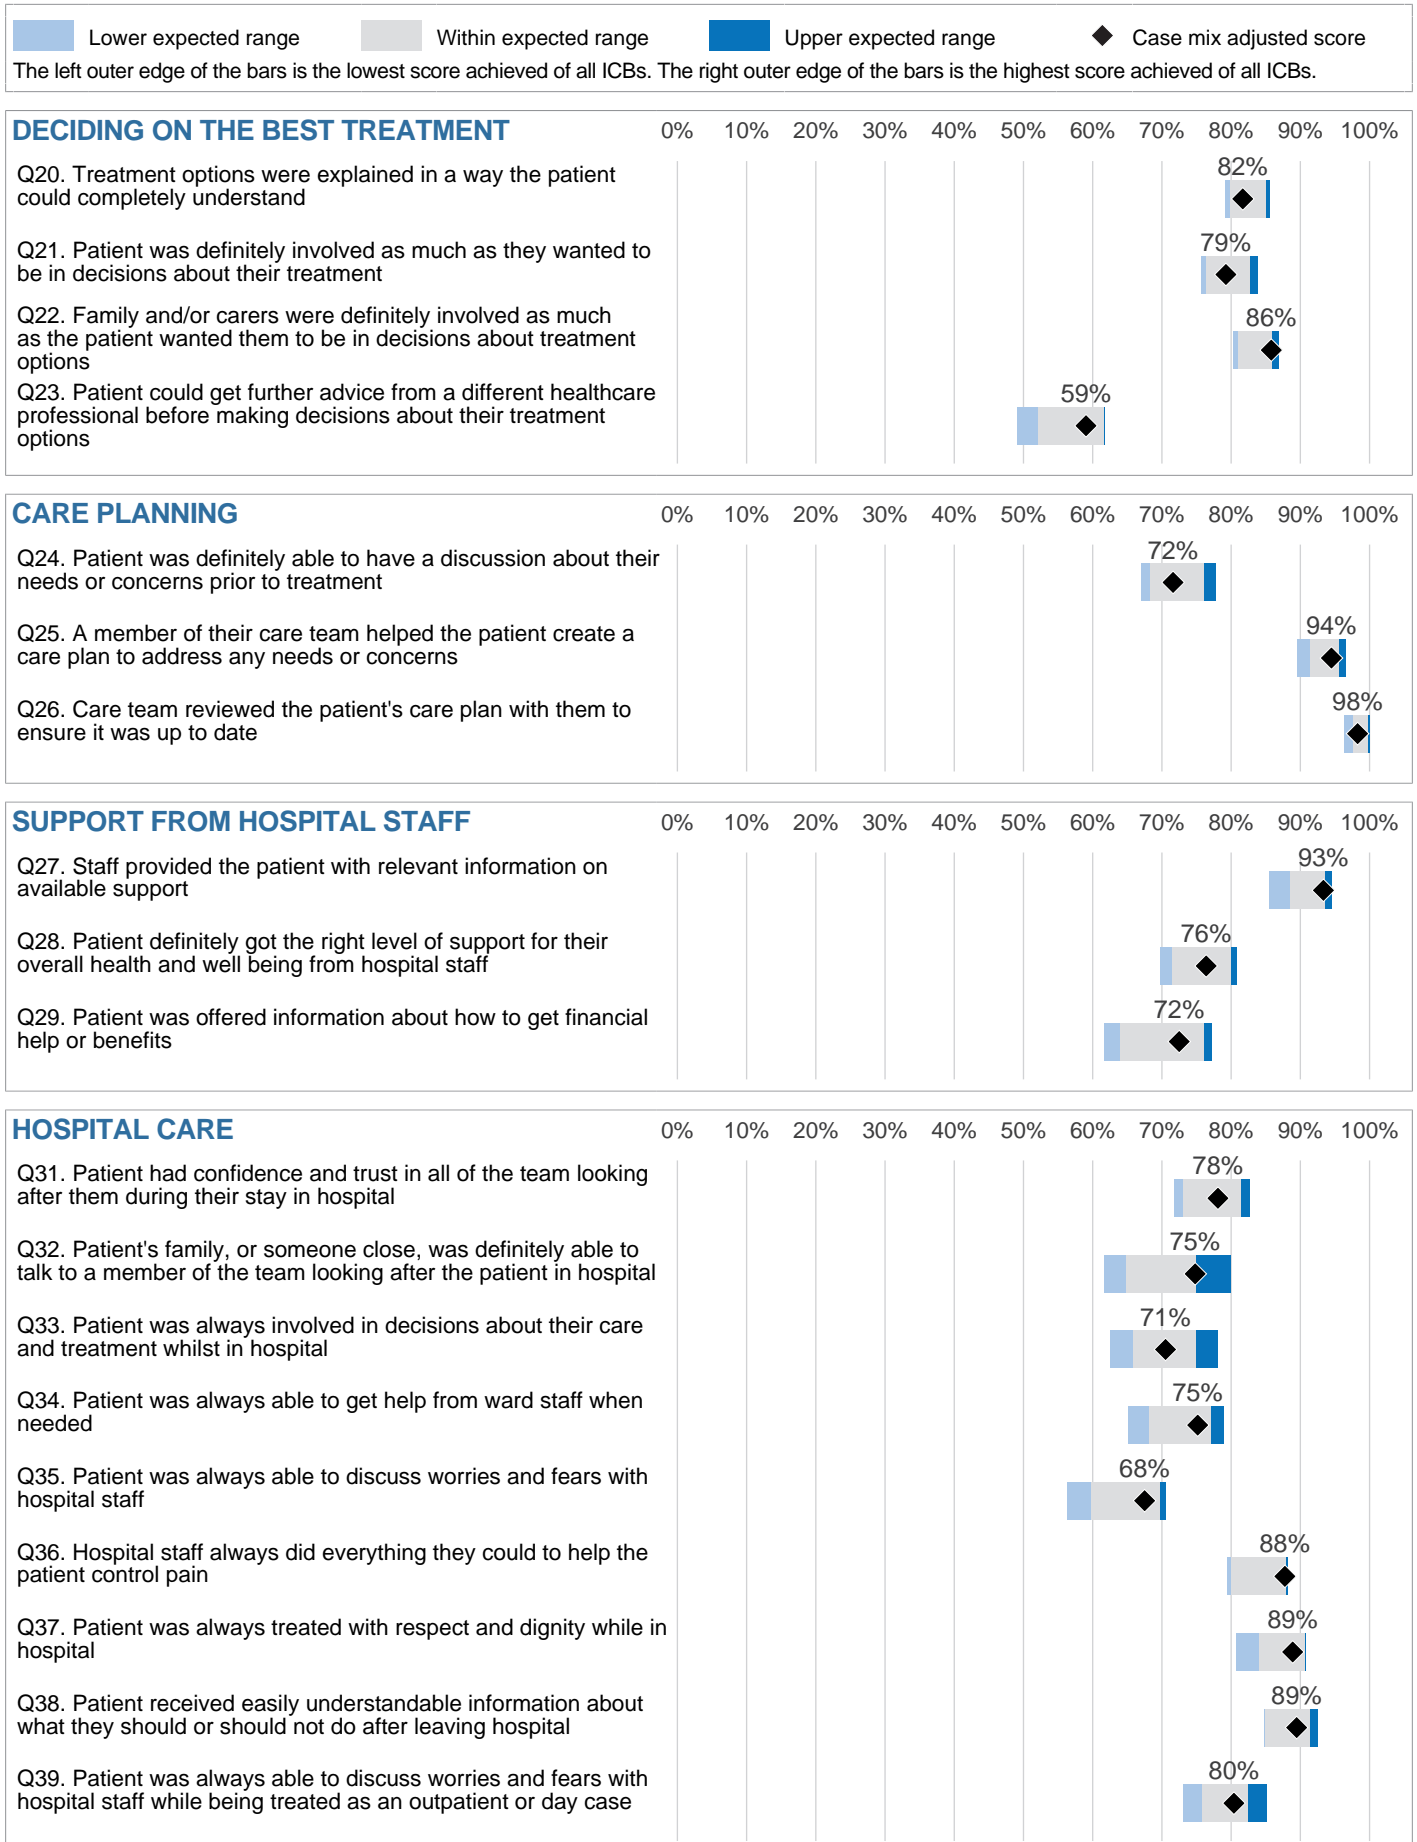 Lower expected range Within expected range Upper expected range Case mix adjusted score
The left outer edge of the bars is the lowest score achieved of all ICBs. The right outer edge of the bars is the highest score achieved of all ICBs.
DECIDING ON THE BEST TREATMENT 0% 10% 20% 30% 40% 50% 60% 70% 80% 90% 100%
Q20. Treatment options were explained in a way the patient
could completely understand
82%
Q21. Patient was definitely involved as much as they wanted to
be in decisions about their treatment
79%
Q22. Family and/or carers were definitely involved as much
as the patient wanted them to be in decisions about treatment
options
86%
Q23. Patient could get further advice from a different healthcare
professional before making decisions about their treatment
options
59%
CARE PLANNING 0% 10% 20% 30% 40% 50% 60% 70% 80% 90% 100%
Q24. Patient was definitely able to have a discussion about their
needs or concerns prior to treatment
72%
Q25. A member of their care team helped the patient create a
care plan to address any needs or concerns
94%
Q26. Care team reviewed the patient's care plan with them to
ensure it was up to date
98%
SUPPORT FROM HOSPITAL STAFF 0% 10% 20% 30% 40% 50% 60% 70% 80% 90% 100%
Q27. Staff provided the patient with relevant information on
available support
93%
Q28. Patient definitely got the right level of support for their
overall health and well being from hospital staff
76%
Q29. Patient was offered information about how to get financial
help or benefits
72%
HOSPITAL CARE 0% 10% 20% 30% 40% 50% 60% 70% 80% 90% 100%
Q31. Patient had confidence and trust in all of the team looking
after them during their stay in hospital
78%
Q32. Patient's family, or someone close, was definitely able to
talk to a member of the team looking after the patient in hospital
75%
Q33. Patient was always involved in decisions about their care
and treatment whilst in hospital
71%
Q34. Patient was always able to get help from ward staff when
needed
75%
Q35. Patient was always able to discuss worries and fears with
hospital staff
68%
Q36. Hospital staff always did everything they could to help the
patient control pain
88%
Q37. Patient was always treated with respect and dignity while in
hospital
89%
Q38. Patient received easily understandable information about
what they should or should not do after leaving hospital
89%
Q39. Patient was always able to discuss worries and fears with
hospital staff while being treated as an outpatient or day case
80%